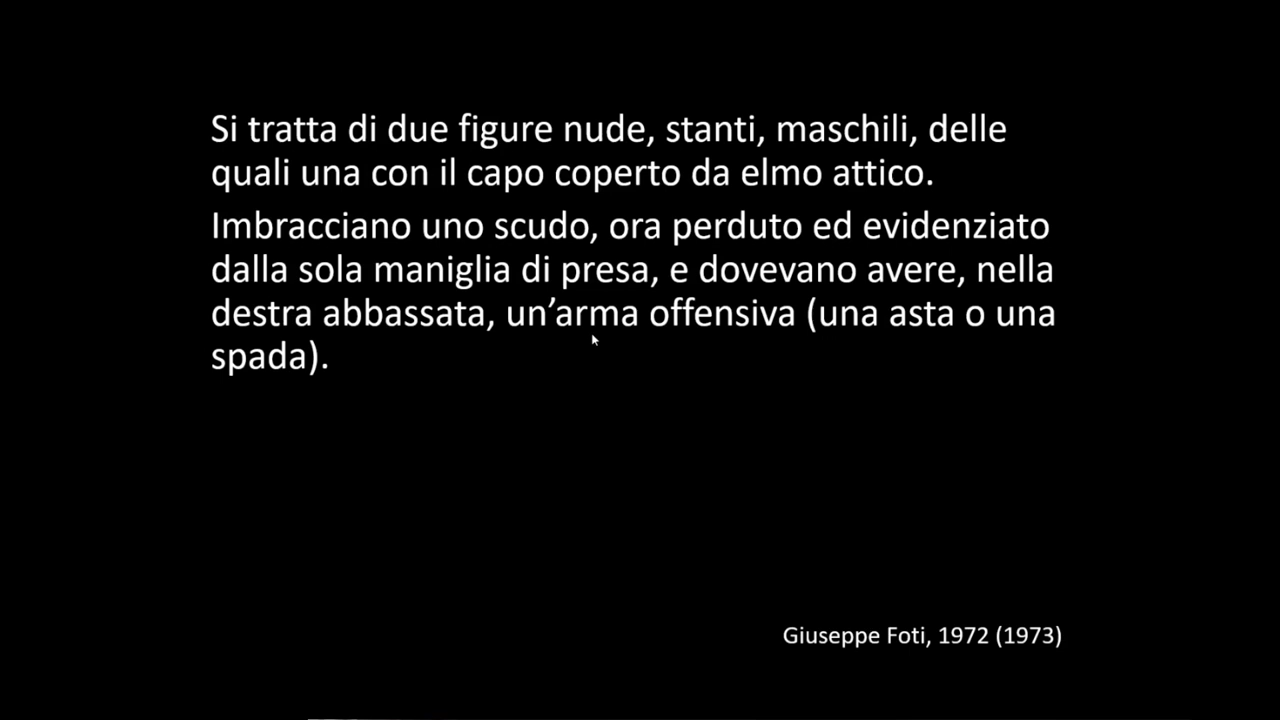 Si tratta di due figure nude, stanti, maschili, delle
quali una con il capo coperto da elmo attico.
Imbracciano uno scudo, ora perduto ed evidenziato
dalla sola maniglia di presa, e dovevano avere, nella
destra abbassata, un’arma offensiva (una asta o una
spada).
Giuseppe Foti, 1972 (1973)